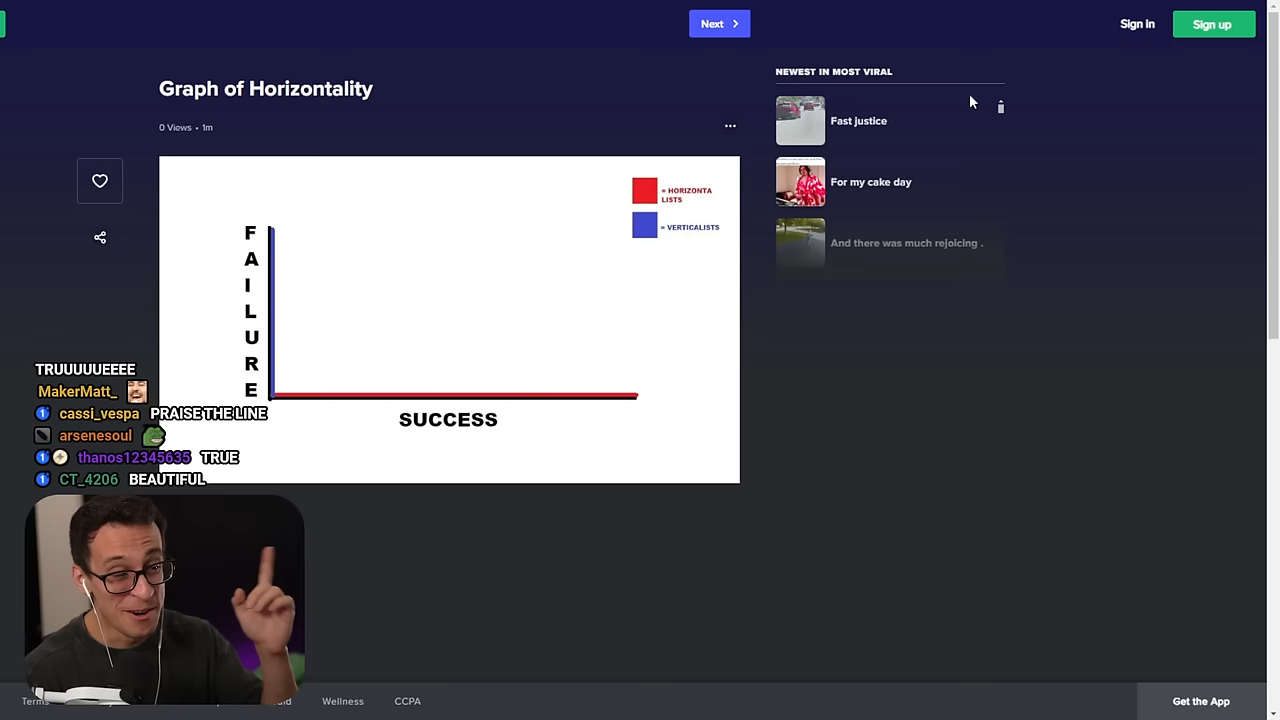 Next
Sign in
Sign up
Graph of Horizontality
0 Views • 1m
NEWEST IN MOST VIRAL
Fast justice
For my cake day
And there was much rejoicing .
= HORIZONTA
LISTS
= VERTICALISTS
FAILURE
SUCCESS
TRUUUUUEEEE
MakerMatt_
cassi_vespa PRAISE THE LINE
arsenesoul
thanos12345635 TRUE
CT_4206 BEAUTIFUL
Terms
Wellness
CCPA
Get the App